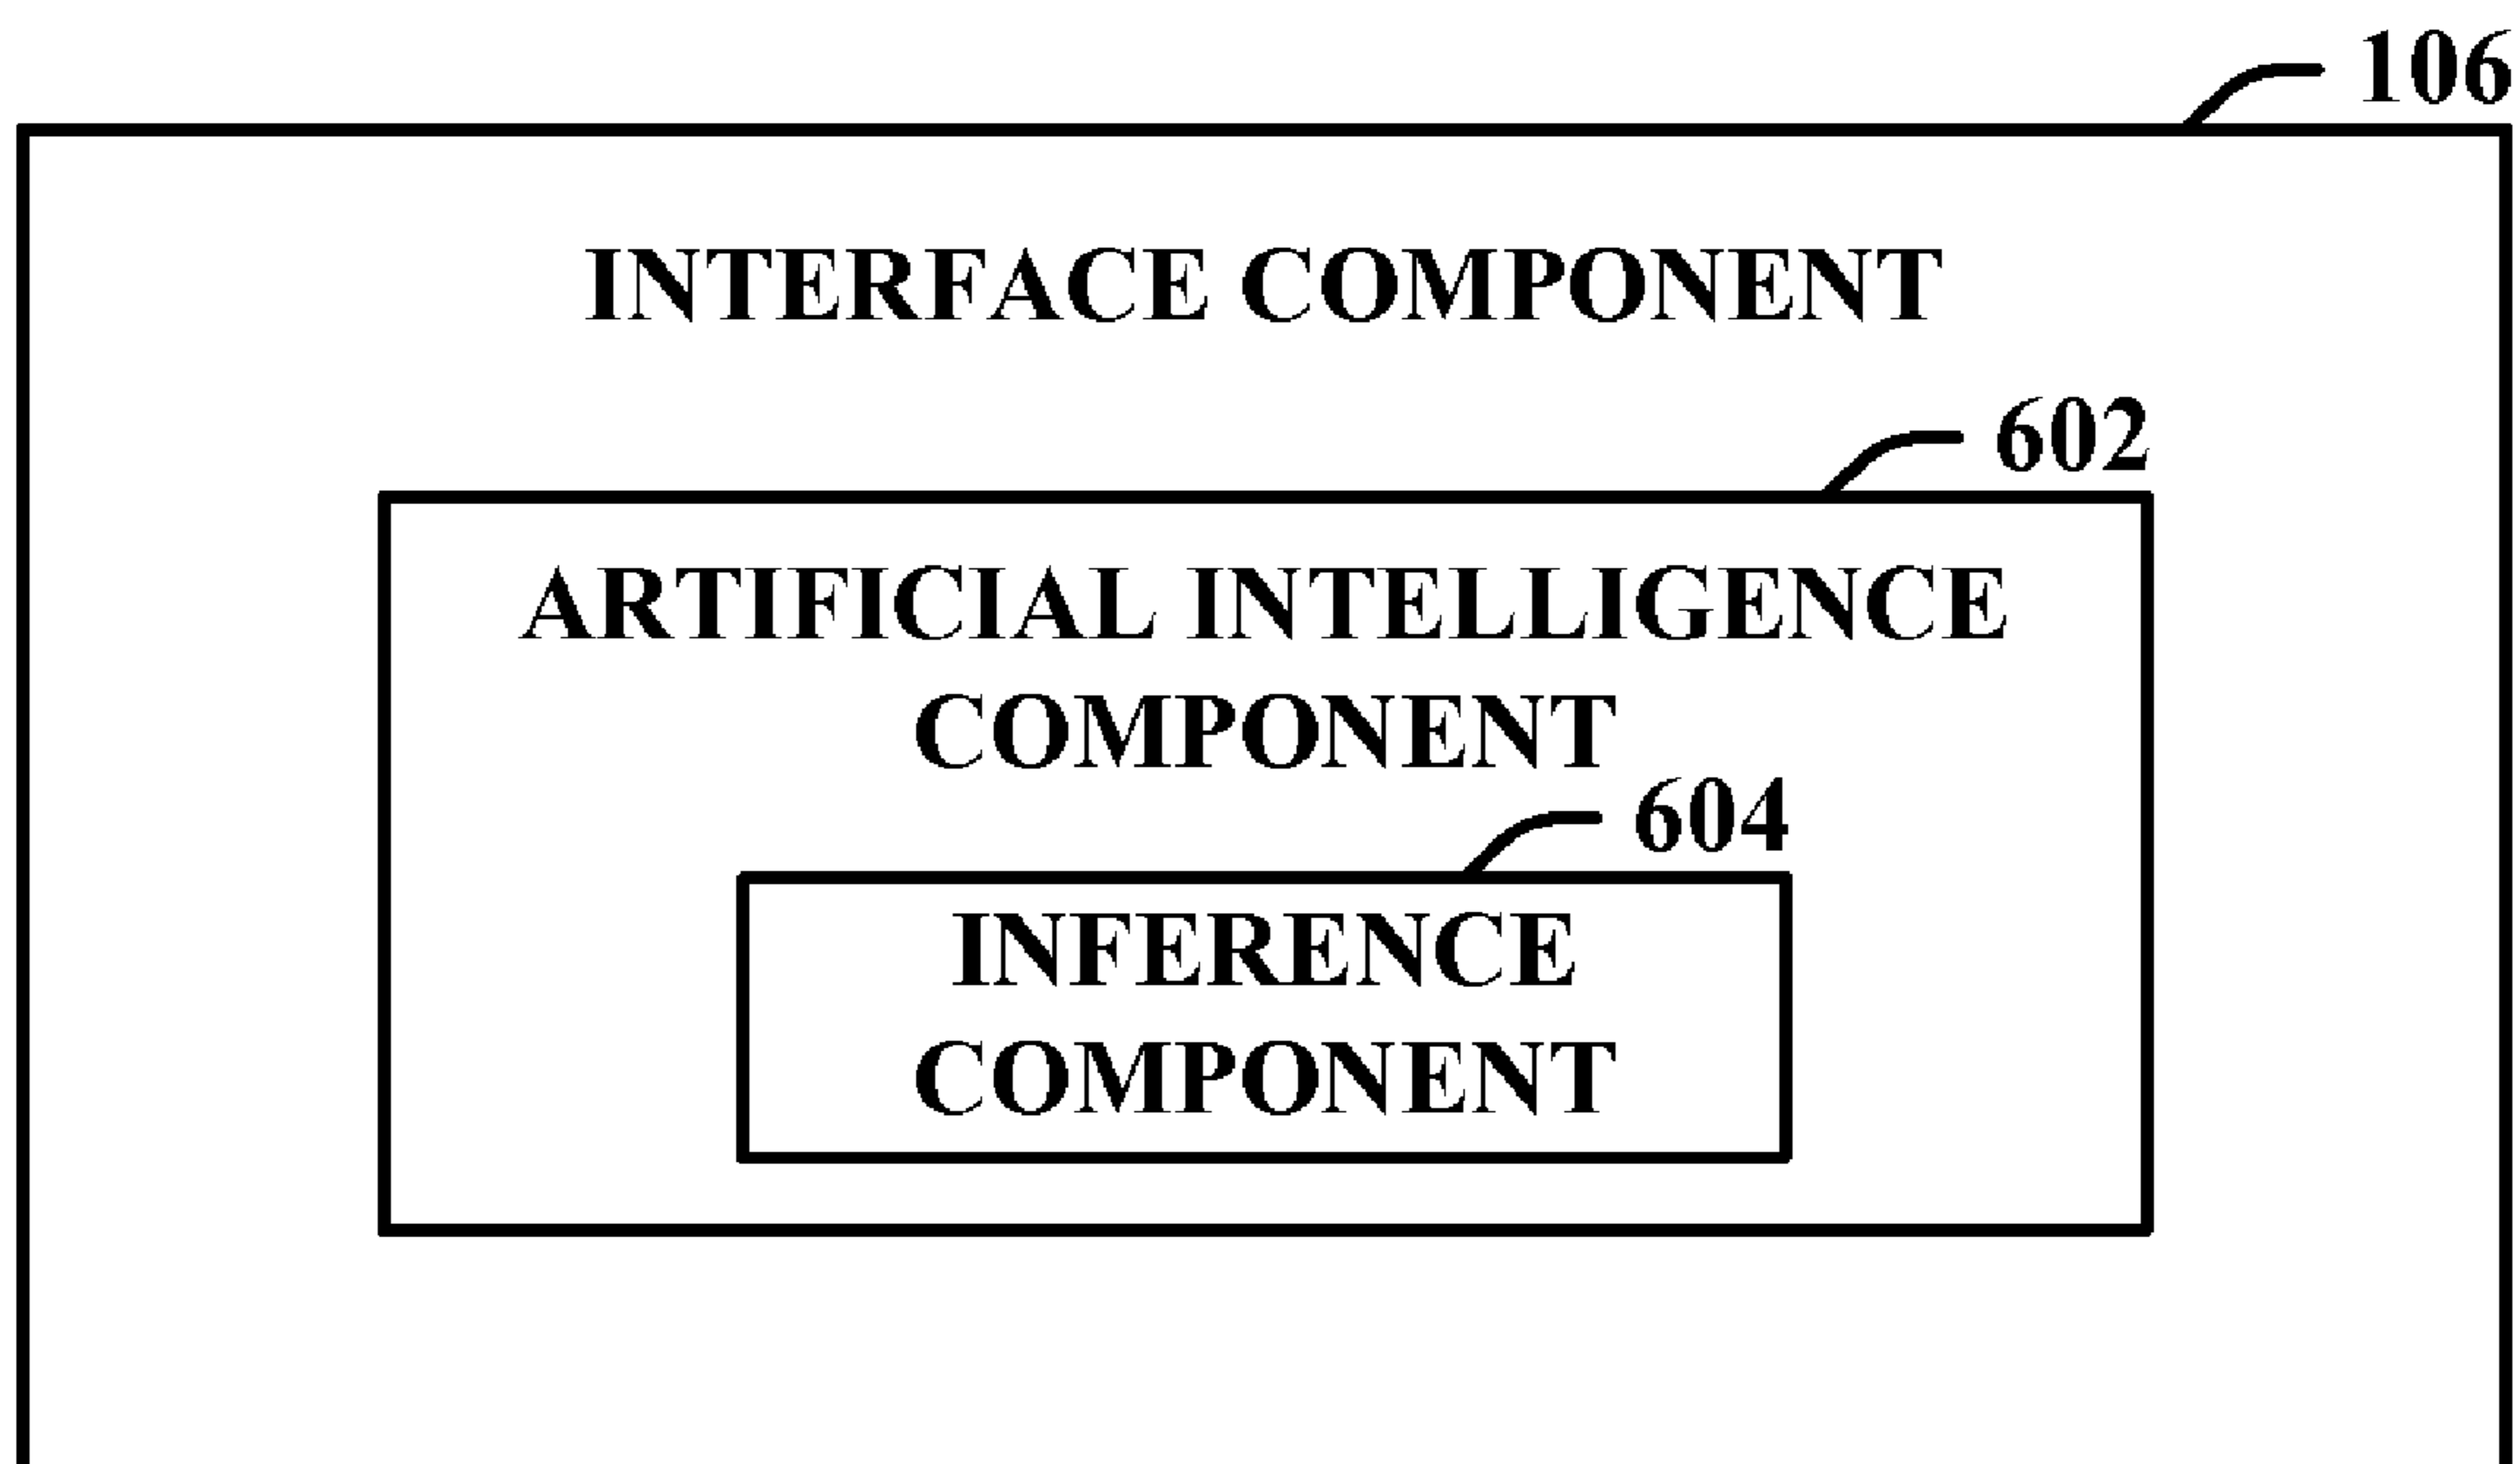 106
INTERFACE COMPONENT
602
ARTIFICIAL INTELLIGENCE
COMPONENT
604
INFERENCE
COMPONENT